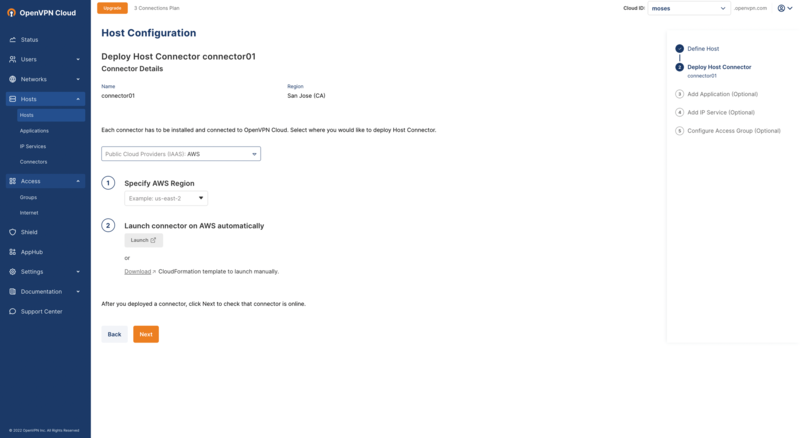 OpenVPN Cloud
Upgrade
3 Connections Plan
Cloud ID:
moses
.openvpn.com
Status
Users
Networks
Hosts
Hosts
Applications
IP Services
Connectors
Access
Groups
Internet
Shield
AppHub
Settings
Documentation
Support Center
© 2022 OpenVPN Inc. All Rights Reserved
Host Configuration
Deploy Host Connector connector01
Connector Details
Name
Region
connector01
San Jose (CA)
Each connector has to be installed and connected to OpenVPN Cloud. Select where you would like to deploy Host Connector.
Public Cloud Providers (IAAS): AWS
1
Specify AWS Region
Example: us-east-2
2
Launch connector on AWS automatically
Launch
or
Download CloudFormation template to launch manually.
After you deployed a connector, click Next to check that connector is online.
Back
Next
Define Host
2 Deploy Host Connector
connector01
3 Add Application (Optional)
4 Add IP Service (Optional)
5 Configure Access Group (Optional)